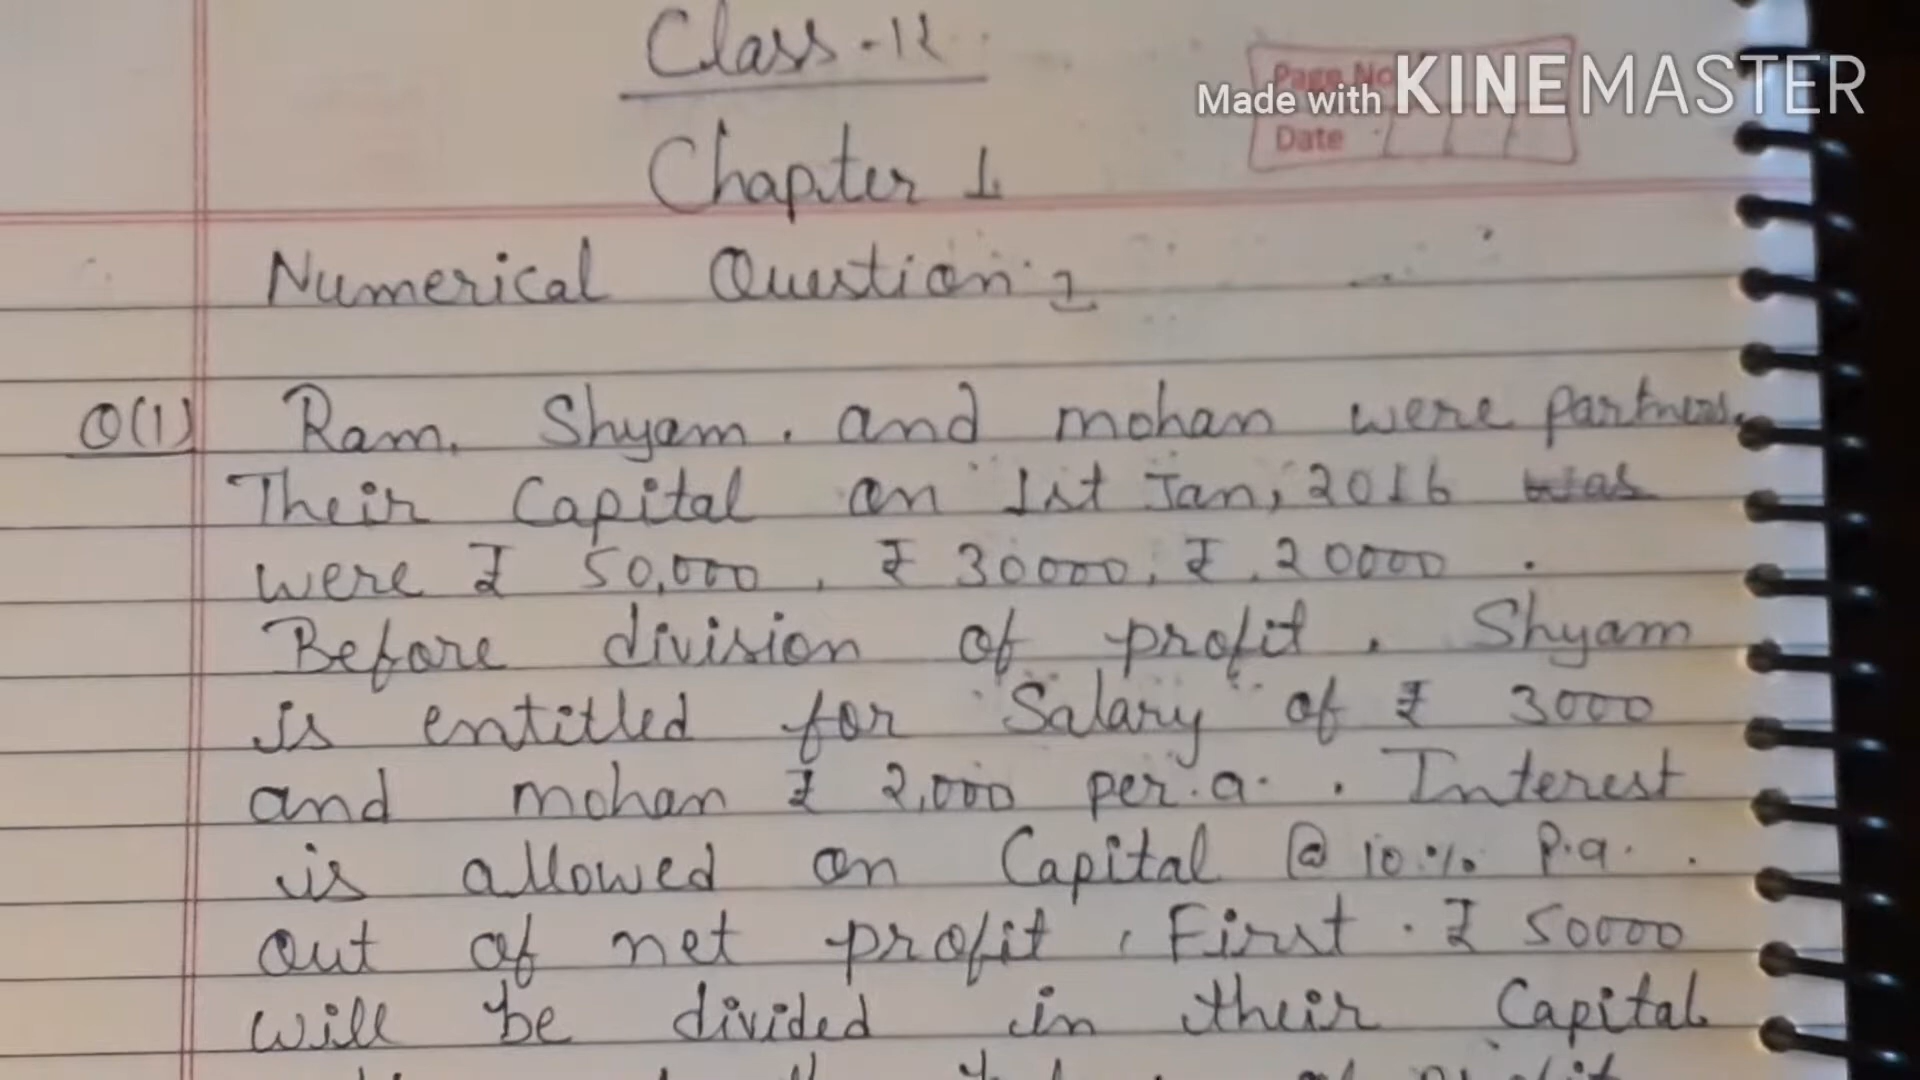 Class-12
Page No
Made with KINEMASTER
Date
Chapter 1
Numerical Question :
Q(1) Ram, Shyam, and mohan were partners.
Their Capital on 1st Jan, 2016 was
were ₹ 50,000, ₹ 30000, ₹ 20000.
Before division of profit, Shyam
is entitled for Salary of ₹ 3000
and mohan ₹ 2,000 per.a. Interest
is allowed on Capital @ 10% P.a.
out of net profit, First ₹ 50000
will be divided in their Capital
of profit